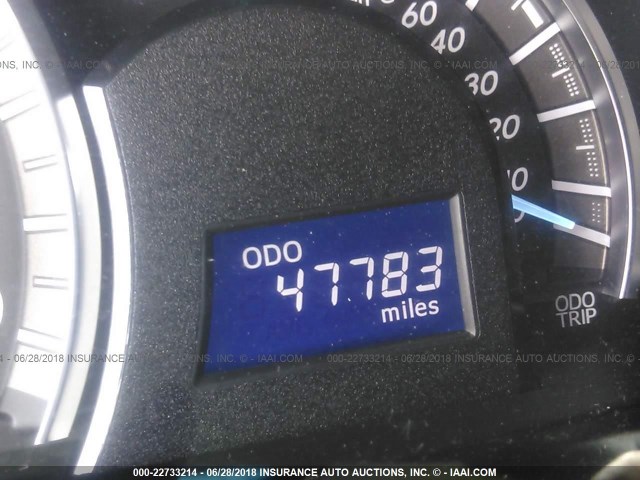 60
40
30
20
10
ODO
47783
miles
ODO
TRIP
000-22733214 - 06/28/2018 INSURANCE AUTO AUCTIONS, INC. - © IAAI.COM